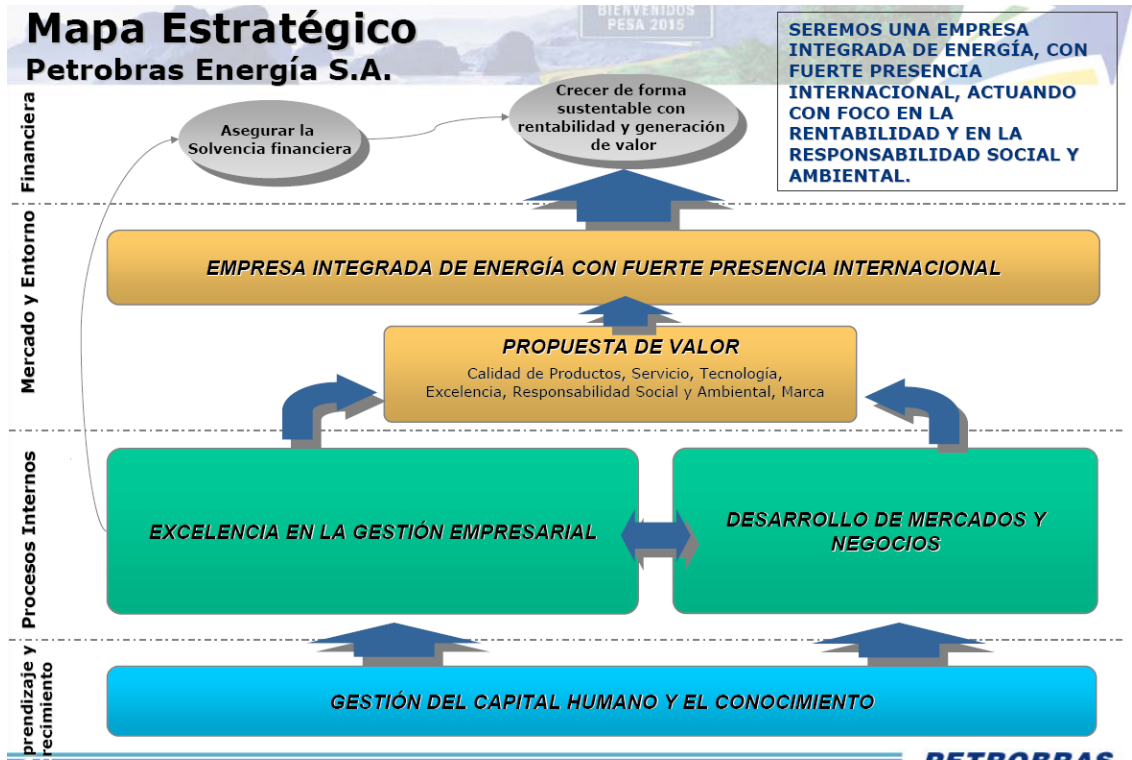 Mapa Estratégico
Petrobras Energía S.A.
BIENVENIDOS
PESA 2015
SEREMOS UNA EMPRESA
INTEGRADA DE ENERGÍA, CON
FUERTE PRESENCIA
INTERNACIONAL, ACTUANDO
CON FOCO EN LA
RENTABILIDAD Y EN LA
RESPONSABILIDAD SOCIAL Y
AMBIENTAL.
Financiera
Asegurar la
Solvencia financiera
Crecer de forma
sustentable con
rentabilidad y generación
de valor
Mercado y Entorno
EMPRESA INTEGRADA DE ENERGÍA CON FUERTE PRESENCIA INTERNACIONAL
PROPUESTA DE VALOR
Calidad de Productos, Servicio, Tecnología,
Excelencia, Responsabilidad Social y Ambiental, Marca
Procesos Internos
EXCELENCIA EN LA GESTIÓN EMPRESARIAL
DESARROLLO DE MERCADOS Y
NEGOCIOS
prendizaje y
recimiento
GESTIÓN DEL CAPITAL HUMANO Y EL CONOCIMIENTO
PETROBRAS